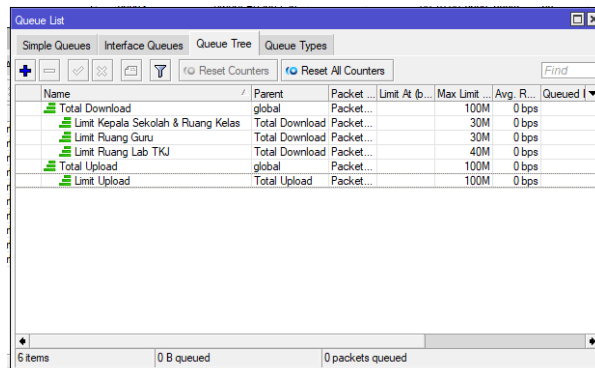 Queue List
Simple Queues Interface Queues Queue Tree Queue Types
Reset Counters Reset All Counters Find
Name Parent Packet ... Limit At (b... Max Limit ... Avg. R... Queued
Total Download global Packet... 100M 0 bps
Limit Kepala Sekolah & Ruang Kelas Total Download Packet... 30M 0 bps
Limit Ruang Guru Total Download Packet... 30M 0 bps
Limit Ruang Lab TKJ Total Download Packet... 40M 0 bps
Total Upload global Packet... 100M 0 bps
Limit Upload Total Upload Packet... 100M 0 bps
6 items 0 B queued 0 packets queued